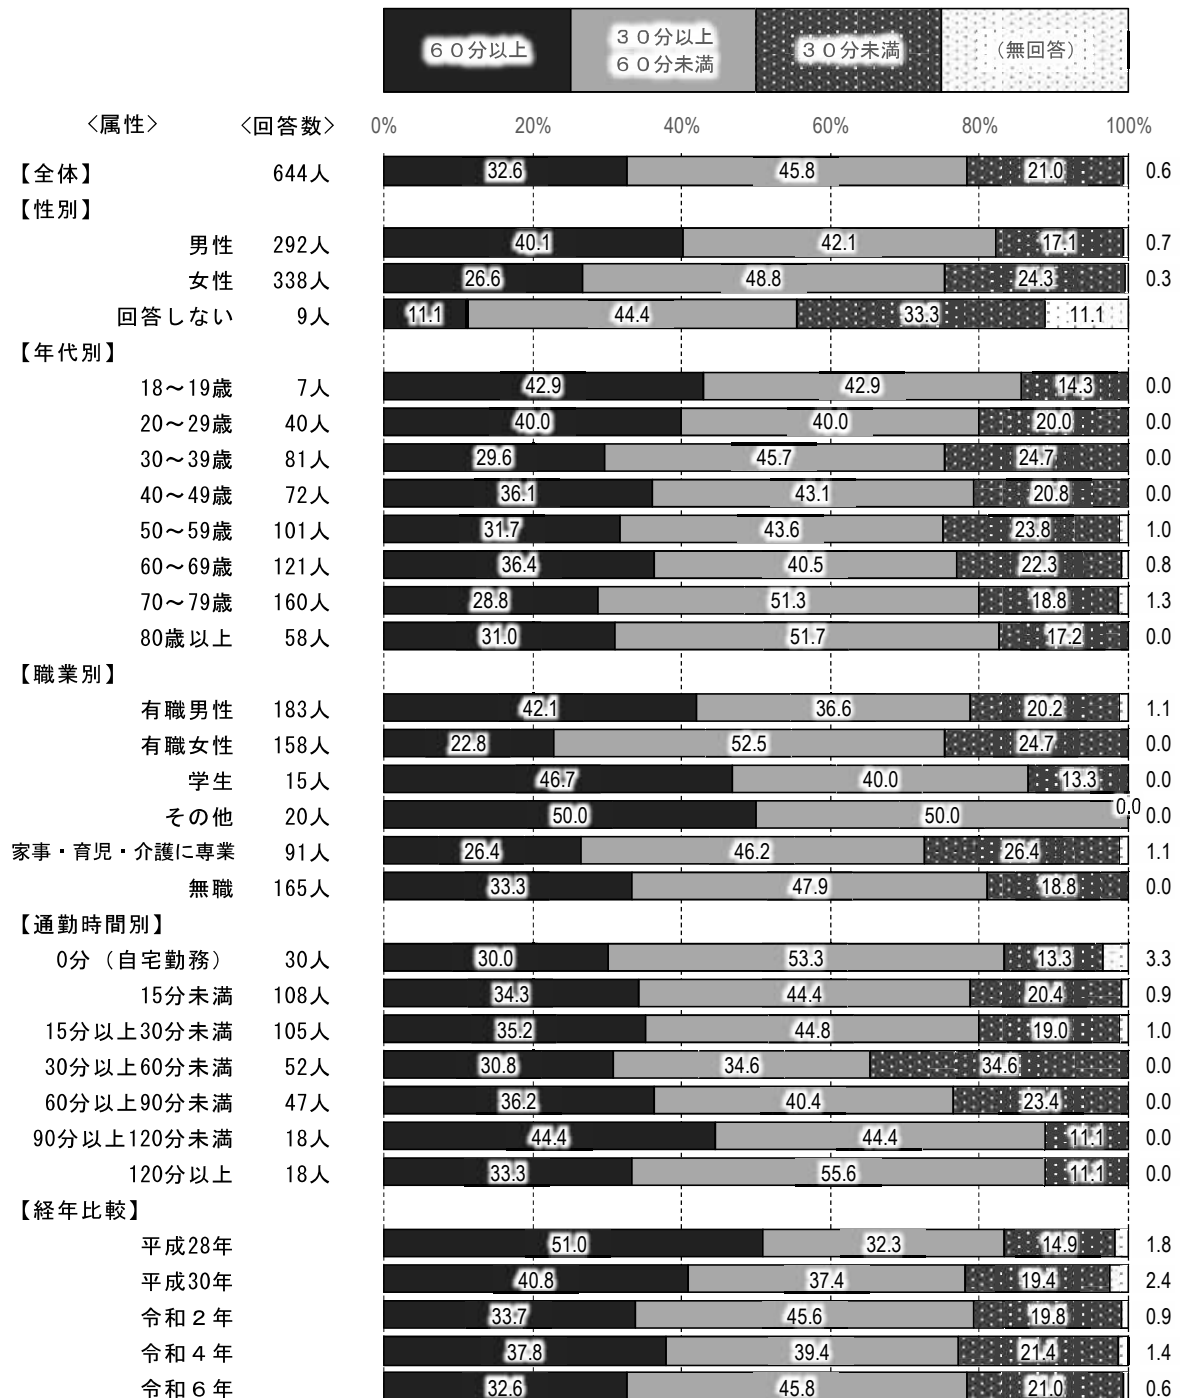 ６０分以上
３０分以上
６０分未満
３０分未満
（無回答）
<属性> <回答数> 0% 20% 40% 60% 80% 100%
【全体】 644人 32.6 45.8 21.0 0.6
【性別】
男性 292人 40.1 42.1 17.1 0.7
女性 338人 26.6 48.8 24.3 0.3
回答しない 9人 11.1 44.4 33.3 11.1
【年代別】
18～19歳 7人 42.9 42.9 14.3 0.0
20～29歳 40人 40.0 40.0 20.0 0.0
30～39歳 81人 29.6 45.7 24.7 0.0
40～49歳 72人 36.1 43.1 20.8 0.0
50～59歳 101人 31.7 43.6 23.8 1.0
60～69歳 121人 36.4 40.5 22.3 0.8
70～79歳 160人 28.8 51.3 18.8 1.3
80歳以上 58人 31.0 51.7 17.2 0.0
【職業別】
有職男性 183人 42.1 36.6 20.2 1.1
有職女性 158人 22.8 52.5 24.7 0.0
学生 15人 46.7 40.0 13.3 0.0
その他 20人 50.0 50.0 0.0 0.0
家事・育児・介護に専業 91人 26.4 46.2 26.4 1.1
無職 165人 33.3 47.9 18.8 0.0
【通勤時間別】
0分（自宅勤務） 30人 30.0 53.3 13.3 3.3
15分未満 108人 34.3 44.4 20.4 0.9
15分以上30分未満 105人 35.2 44.8 19.0 1.0
30分以上60分未満 52人 30.8 34.6 34.6 0.0
60分以上90分未満 47人 36.2 40.4 23.4 0.0
90分以上120分未満 18人 44.4 44.4 11.1 0.0
120分以上 18人 33.3 55.6 11.1 0.0
【経年比較】
平成28年 51.0 32.3 14.9 1.8
平成30年 40.8 37.4 19.4 2.4
令和２年 33.7 45.6 19.8 0.9
令和４年 37.8 39.4 21.4 1.4
令和６年 32.6 45.8 21.0 0.6